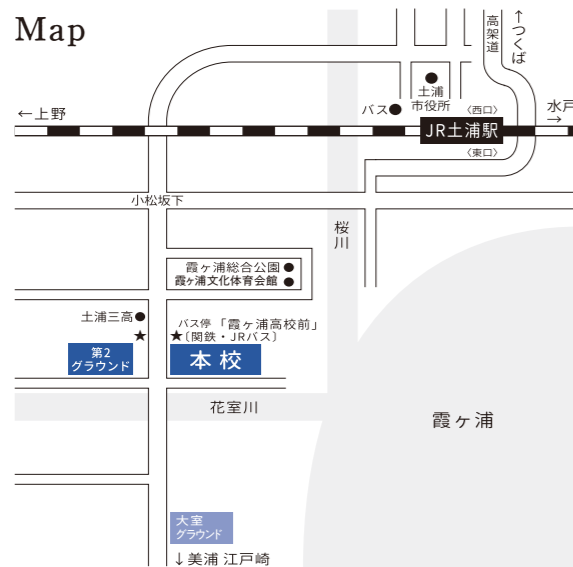 Map
高架道
←つくば
土浦
市役所
バス
〈西口〉
水戸
→
←上野
JR土浦駅
〈東口〉
小松坂下
桜川
霞ヶ浦総合公園
霞ヶ浦文化体育会館
土浦三高
バス停「霞ヶ浦高校前」
★〔関鉄・JRバス〕
★
第2
グラウンド
本校
花室川
霞ヶ浦
大室
グラウンド
↓美浦 江戸崎